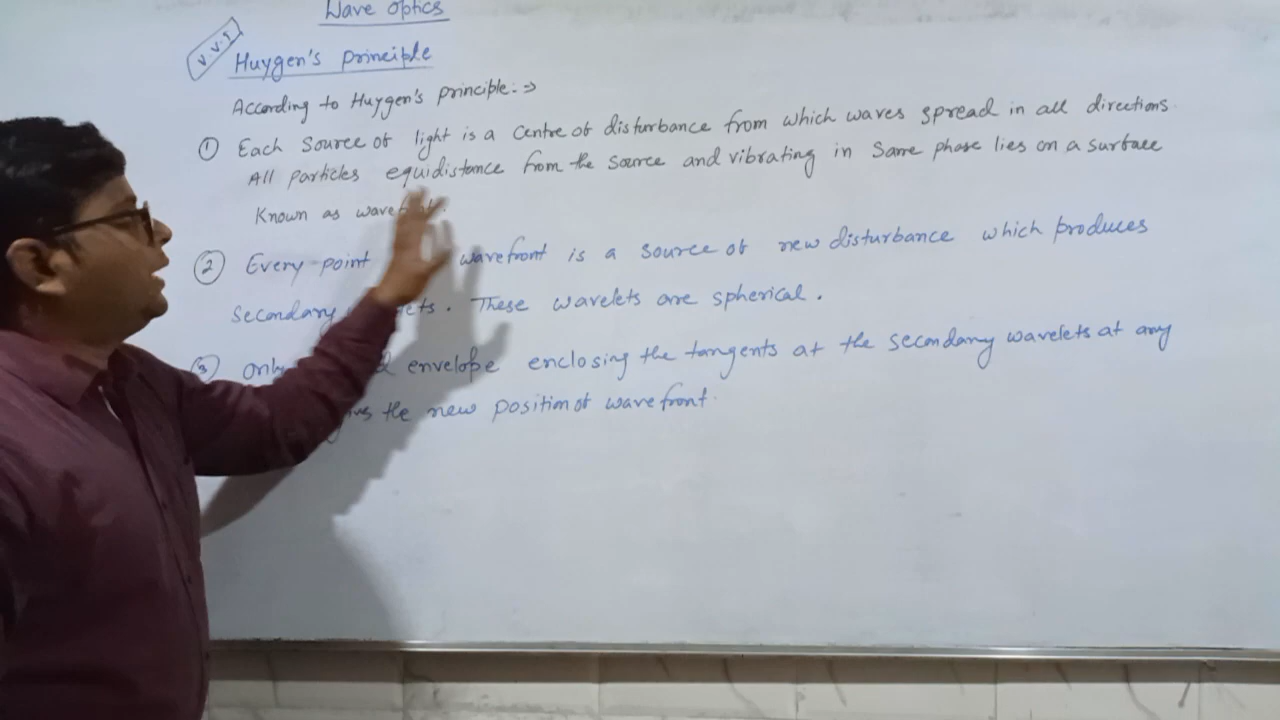 Wave Optics
V.V.I
Huygen's principle
According to Huygen's principle:⇒
① Each Source of light is a Centre of disturbance from which waves spread in all directions.
All particles equidistance from the source and vibrating in Same phase lies on a surface
Known as
② Every point wavefront is a source of new disturbance which produces
Secondary These wavelets are spherical.
③ envelope enclosing the tangents at the secondary wavelets at any
the new position of wavefront.